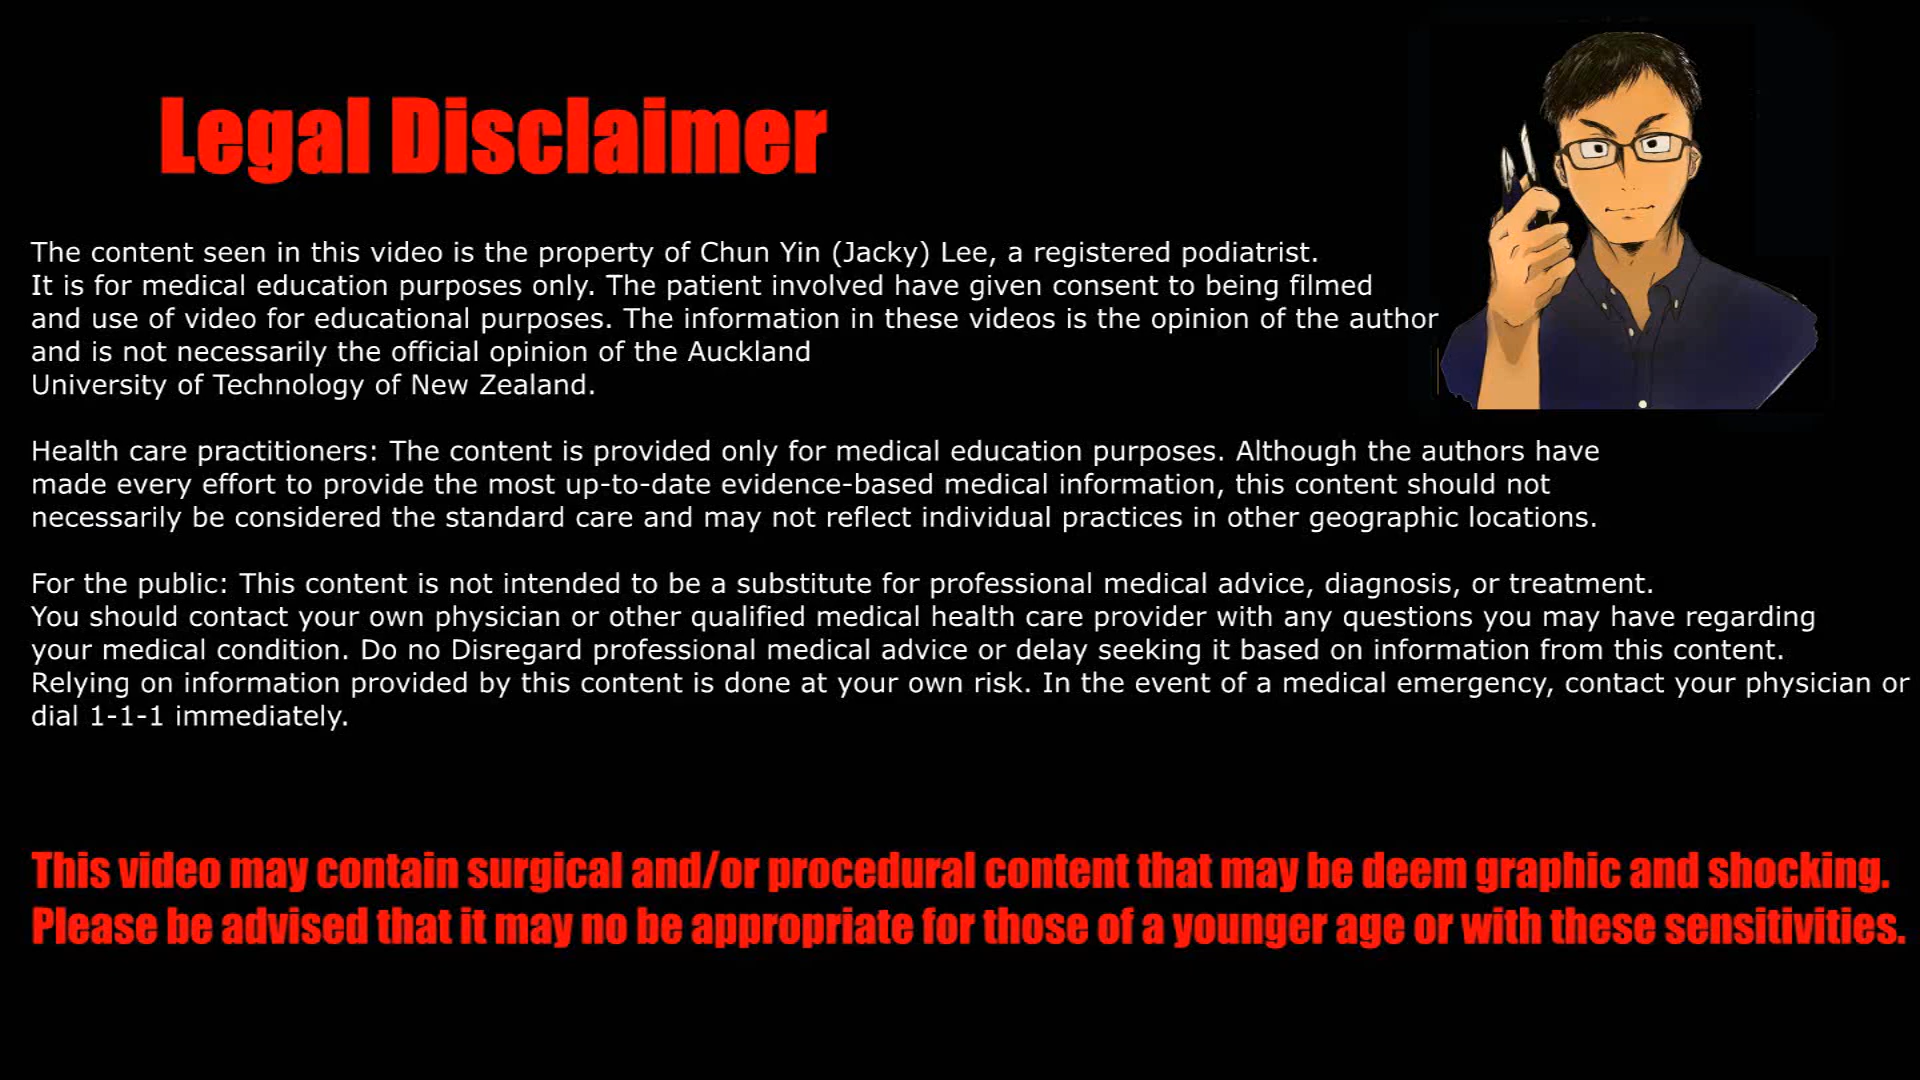 Legal Disclaimer
The content seen in this video is the property of Chun Yin (Jacky) Lee, a registered podiatrist.
It is for medical education purposes only. The patient involved have given consent to being filmed
and use of video for educational purposes. The information in these videos is the opinion of the author
and is not necessarily the official opinion of the Auckland
University of Technology of New Zealand.
Health care practitioners: The content is provided only for medical education purposes. Although the authors have
made every effort to provide the most up-to-date evidence-based medical information, this content should not
necessarily be considered the standard care and may not reflect individual practices in other geographic locations.
For the public: This content is not intended to be a substitute for professional medical advice, diagnosis, or treatment.
You should contact your own physician or other qualified medical health care provider with any questions you may have regarding
your medical condition. Do no Disregard professional medical advice or delay seeking it based on information from this content.
Relying on information provided by this content is done at your own risk. In the event of a medical emergency, contact your physician or
dial 1-1-1 immediately.
This video may contain surgical and/or procedural content that may be deem graphic and shocking.
Please be advised that it may no be appropriate for those of a younger age or with these sensitivities.